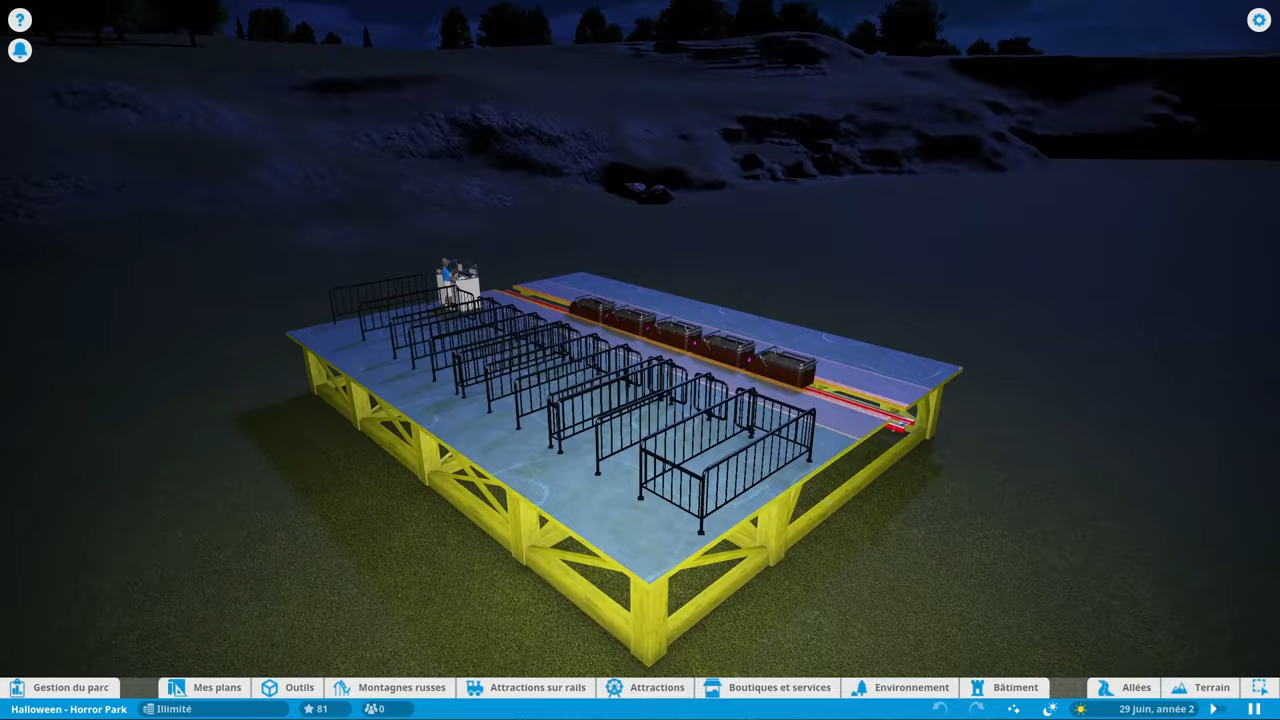 ?
Gestion du parc
Mes plans
Outils
Montagnes russes
Attractions sur rails
Attractions
Boutiques et services
Environnement
Bâtiment
Allées
Terrain
Halloween - Horror Park
Illimité
81
0
29 juin, année 2